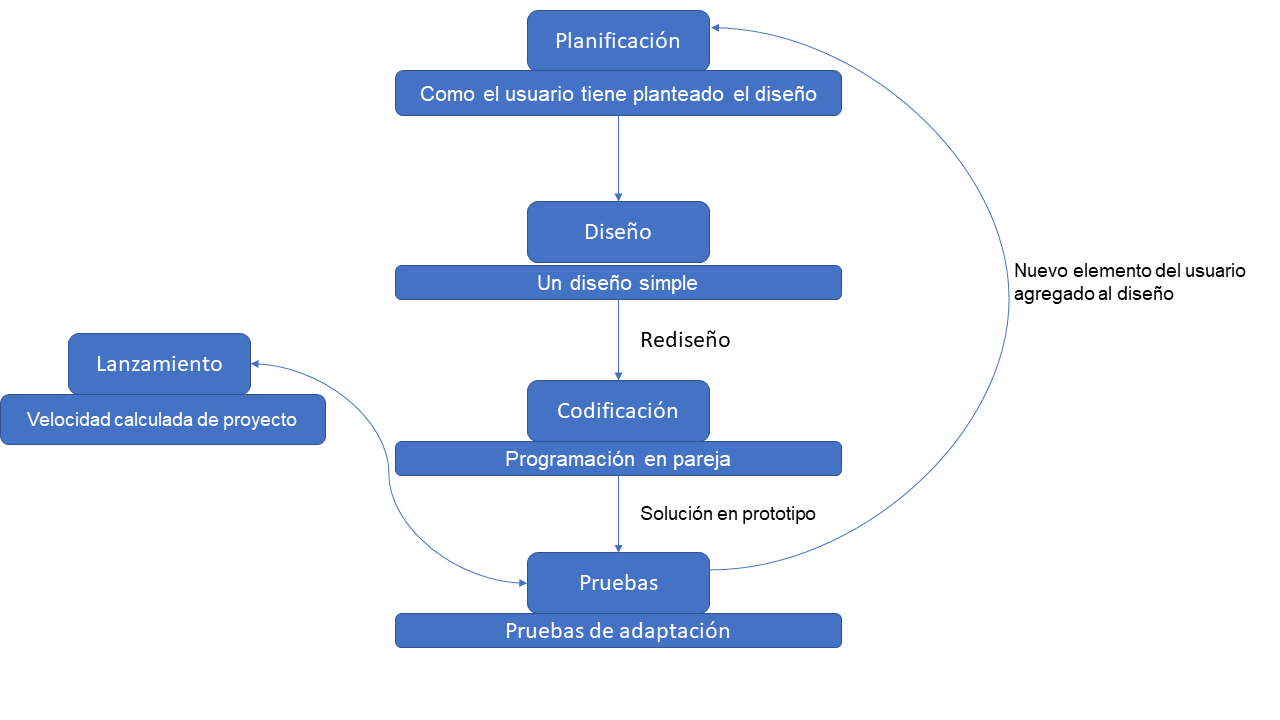 Planificación
Como el usuario tiene planteado el diseño
Diseño
Un diseño simple
Nuevo elemento del usuario
agregado al diseño
Rediseño
Lanzamiento
Velocidad calculada de proyecto
Codificación
Programación en pareja
Solución en prototipo
Pruebas
Pruebas de adaptación